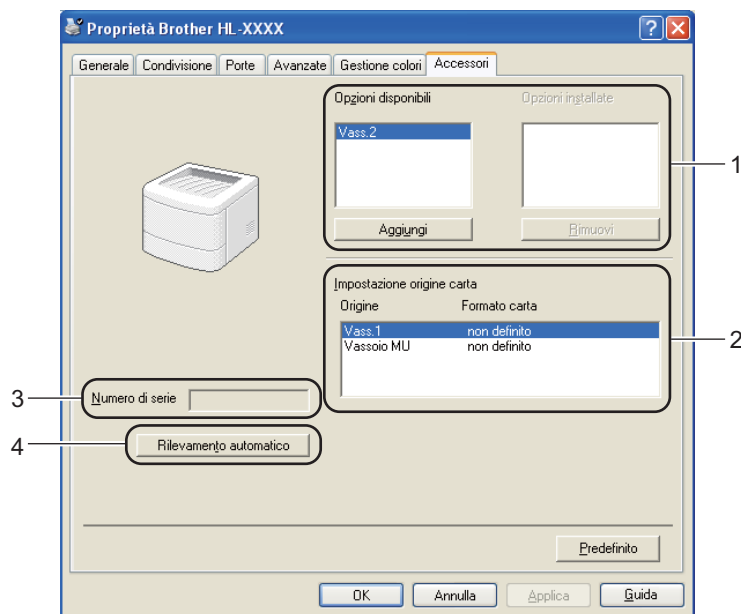 Proprietà Brother HL-XXXX
Generale Condivisione Porte Avanzate Gestione colori Accessori
Opzioni disponibili Opzioni installate
Vass.2
1
Aggiungi Rimuovi
Impostazione origine carta
Origine Formato carta
Vass.1 non definito
Vassoio MU non definito
2
3 Numero di serie
4 Rilevamento automatico
Predefinito
OK Annulla Applica Guida